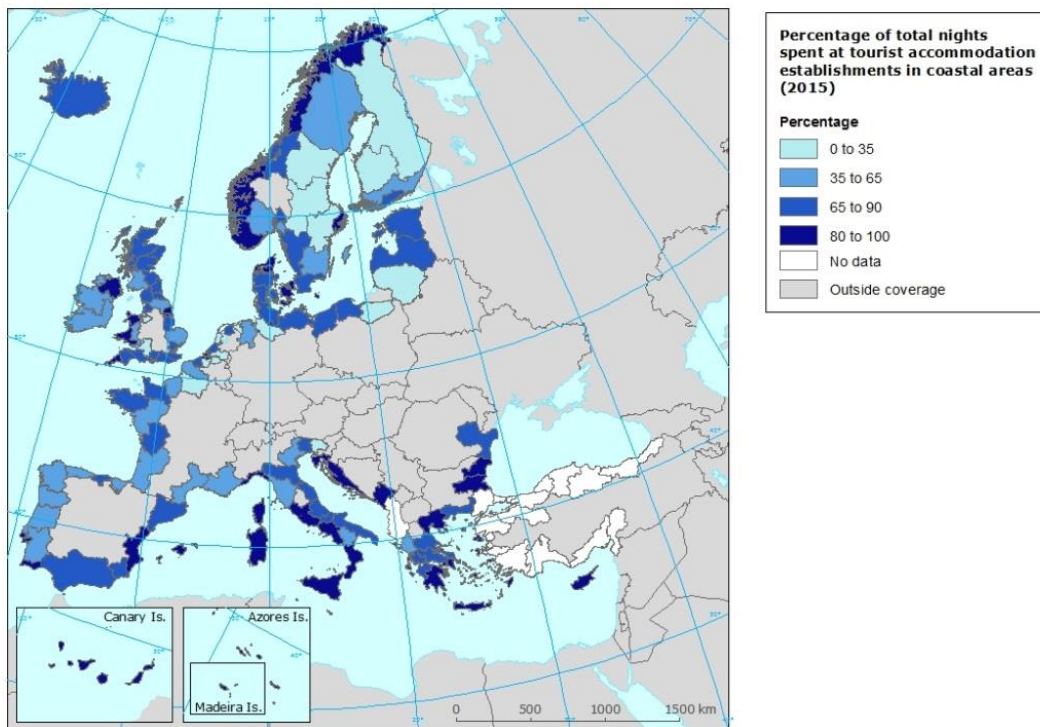 Percentage of total nights
spent at tourist accommodation
establishments in coastal areas
(2015)
Percentage
0 to 35
35 to 65
65 to 90
80 to 100
No data
Outside coverage
Canary Is.
Azores Is.
Madeira Is.
0 500 1000 1500 km